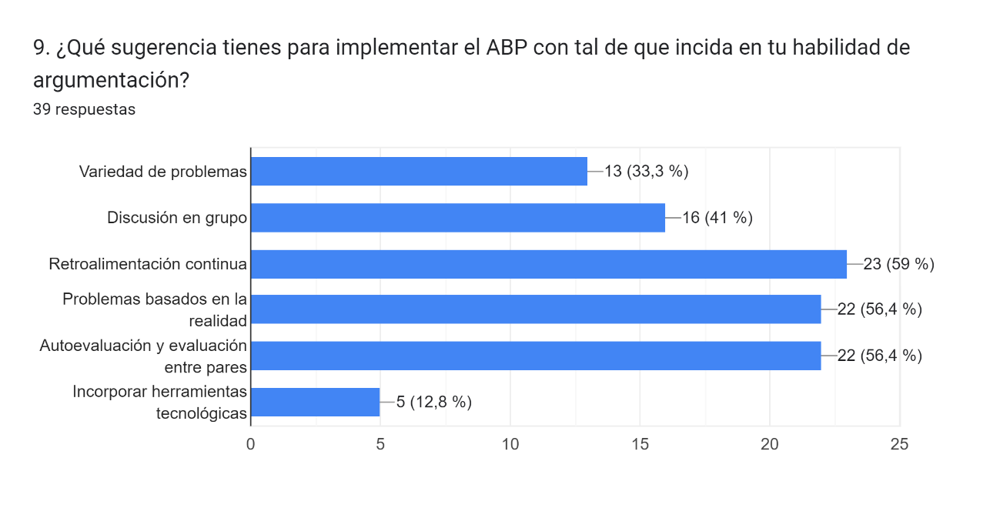 9. ¿Qué sugerencia tienes para implementar el ABP con tal de que incida en tu habilidad de
argumentación?
39 respuestas
Variedad de problemas
13 (33,3 %)
Discusión en grupo
16 (41 %)
Retroalimentación continua
23 (59 %)
Problemas basados en la
realidad
22 (56,4 %)
Autoevaluación y evaluación
entre pares
22 (56,4 %)
Incorporar herramientas
tecnológicas
5 (12,8 %)
0 5 10 15 20 25